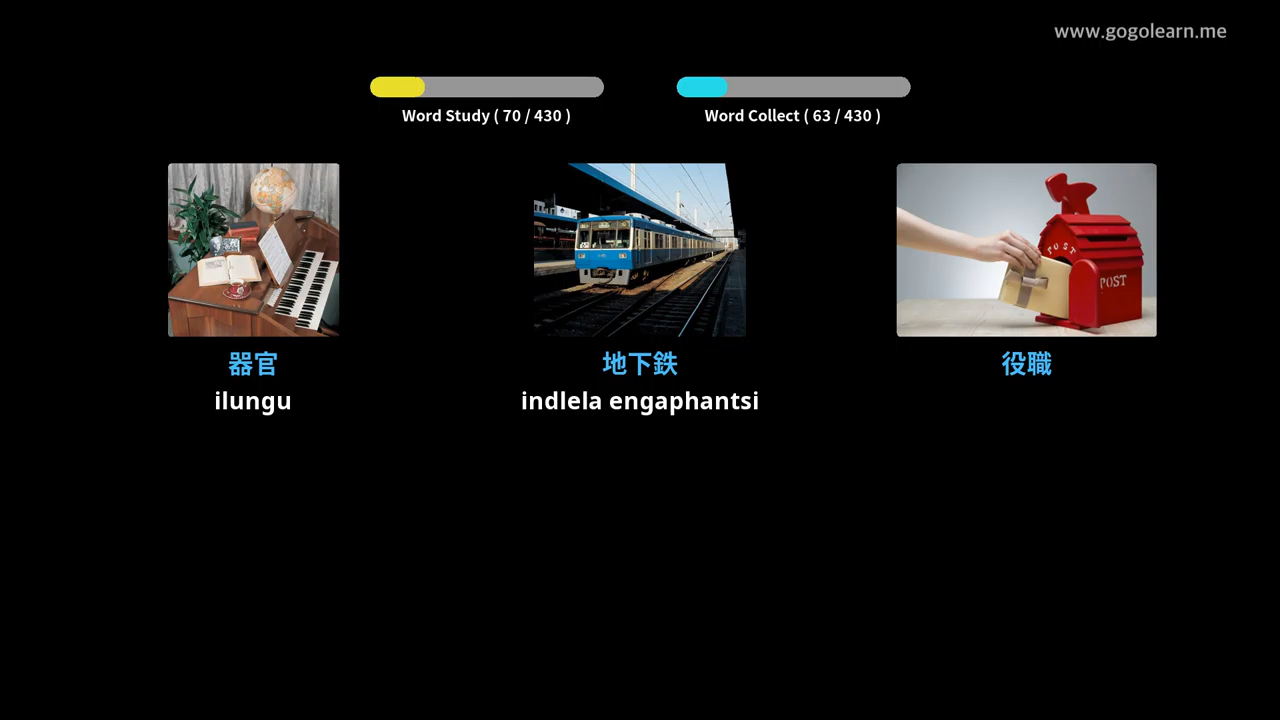 www.gogolearn.me
Word Study ( 70 / 430 )
Word Collect ( 63 / 430 )
POST
POST
器官
地下鉄
役職
ilungu
indlela engaphantsi